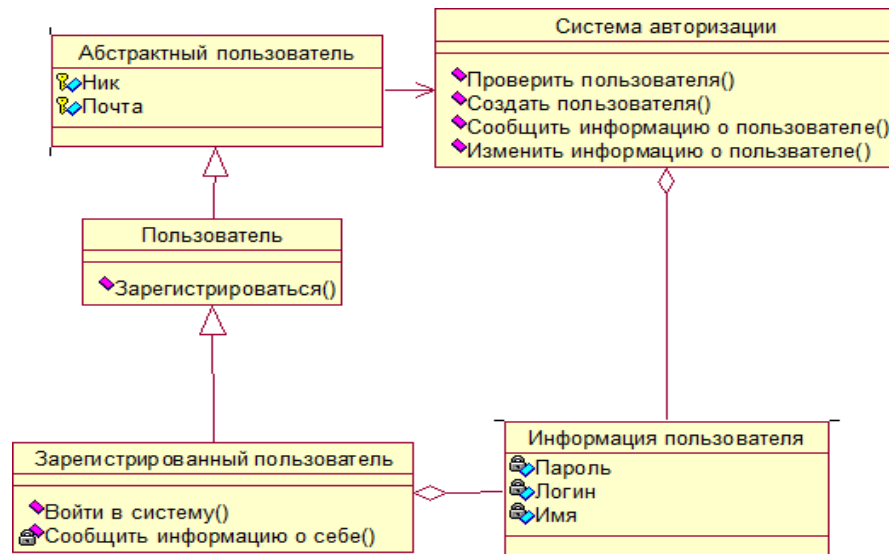 Абстрактный пользователь
Ник
Почта
Система авторизации
Проверить пользователя()
Создать пользователя()
Сообщить информацию о пользователе()
Изменить информацию о пользвателе()
Пользователь
Зарегистрироваться()
Зарегистрированный пользователь
Войти в систему()
Сообщить информацию о себе()
Информация пользователя
Пароль
Логин
Имя